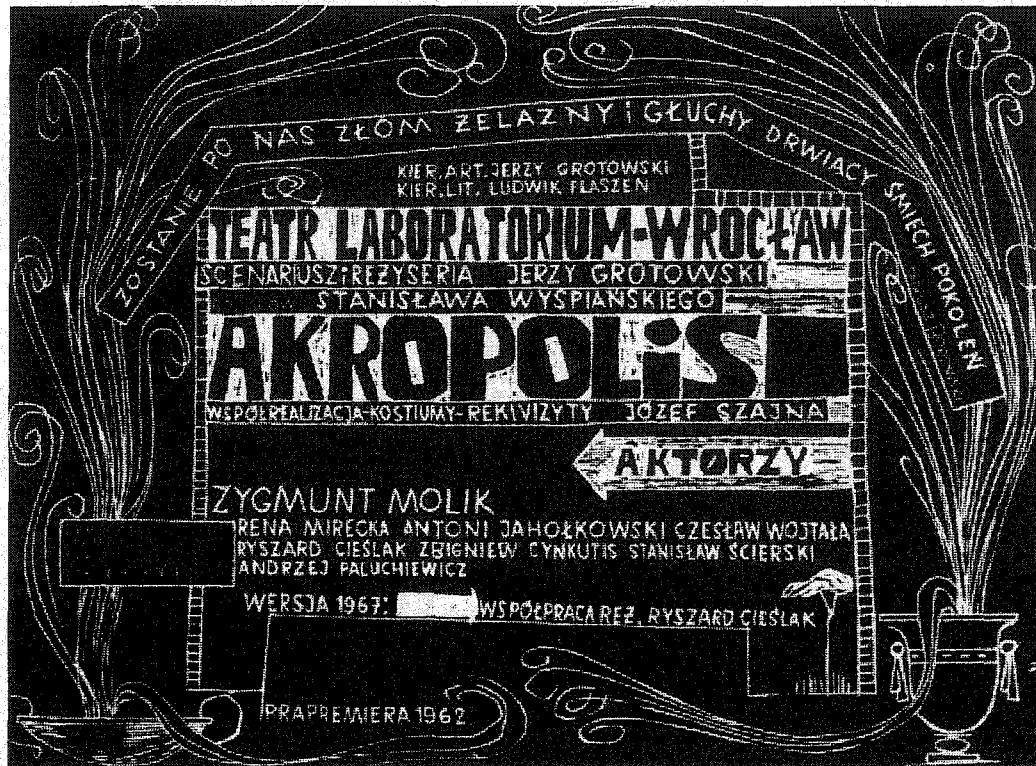 ZOSTANIE PO NAS ZŁOM ŻELAZNY i GŁUCHY DRWIĄCY ŚMIECH POKOLEŃ
KIER. ART. JERZY GROTOWSKI
KIER. LIT. LUDWIK FLASZEN
TEATR LABORATORIUM-WROCŁAW
SCENARIUSZ i REŻYSERIA JERZY GROTOWSKI
STANISŁAWA WYSPIAŃSKIEGO
AKROPOLiS
WSPÓŁREALIZACJA-KOSTIUMY-REKWIZYTY JÓZEF SZAJNA
AKTORZY
ZYGMUNT MOLIK
RENA MIRECKA ANTONI JAHOŁKOWSKI CZESŁAW WOJTAŁA
RYSZARD CIEŚLAK ZBIGNIEW CYNKUTIS STANISŁAW ŚCIERSKI
ANDRZEJ PALUCHIEWICZ
WERSJA 1967: WSPÓŁPRACA REŻ. RYSZARD CIEŚLAK
PRAPREMIERA 1962